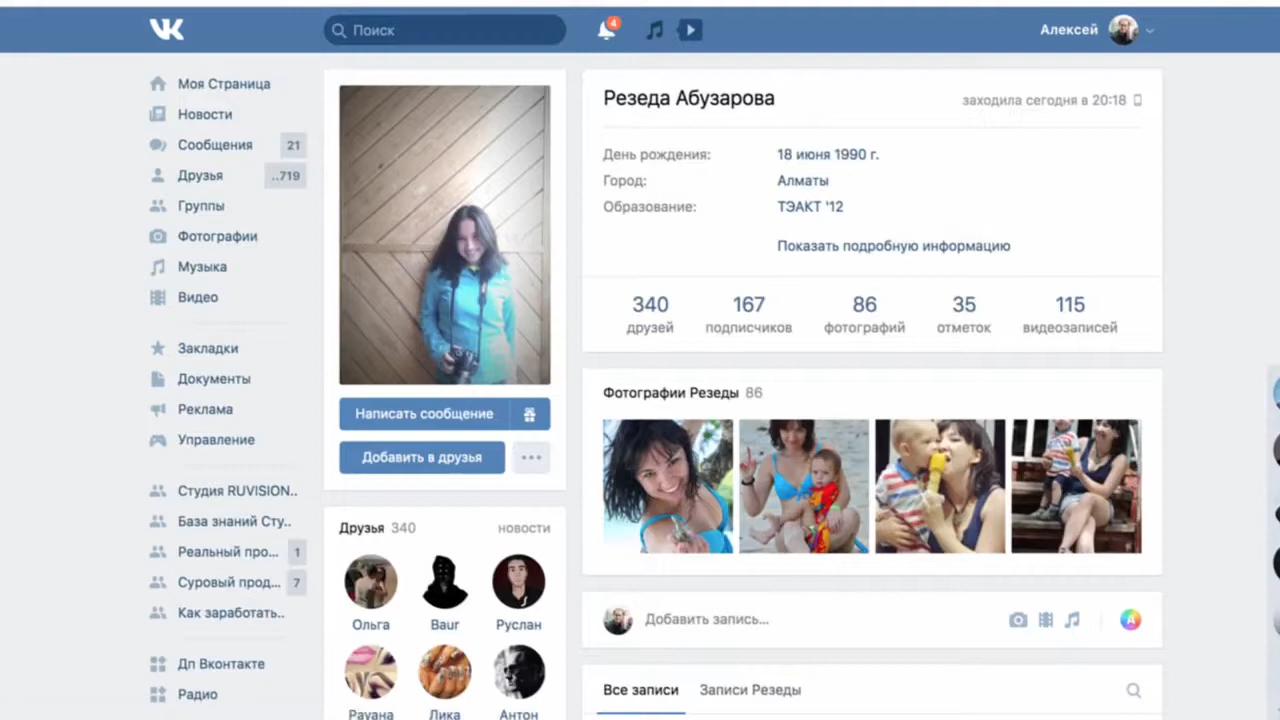 VK
Поиск
4
Алексей
Моя Страница
Новости
Сообщения 21
Друзья ..719
Группы
Фотографии
Музыка
Видео
Закладки
Документы
Реклама
Управление
Студия RUVISION..
База знаний Сту..
Реальный про... 1
Суровый прод... 7
Как заработать..
Дп Вконтакте
Радио
Написать сообщение
Добавить в друзья
Друзья 340
новости
Ольга Baur Руслан
Рауана Лика Антон
Резеда Абузарова
заходила сегодня в 20:18
День рождения: 18 июня 1990 г.
Город: Алматы
Образование: ТЭАКТ '12
Показать подробную информацию
340 167 86 35 115
друзей подписчиков фотографий отметок видеозаписей
Фотографии Резеды 86
Добавить запись...
A
Все записи Записи Резеды